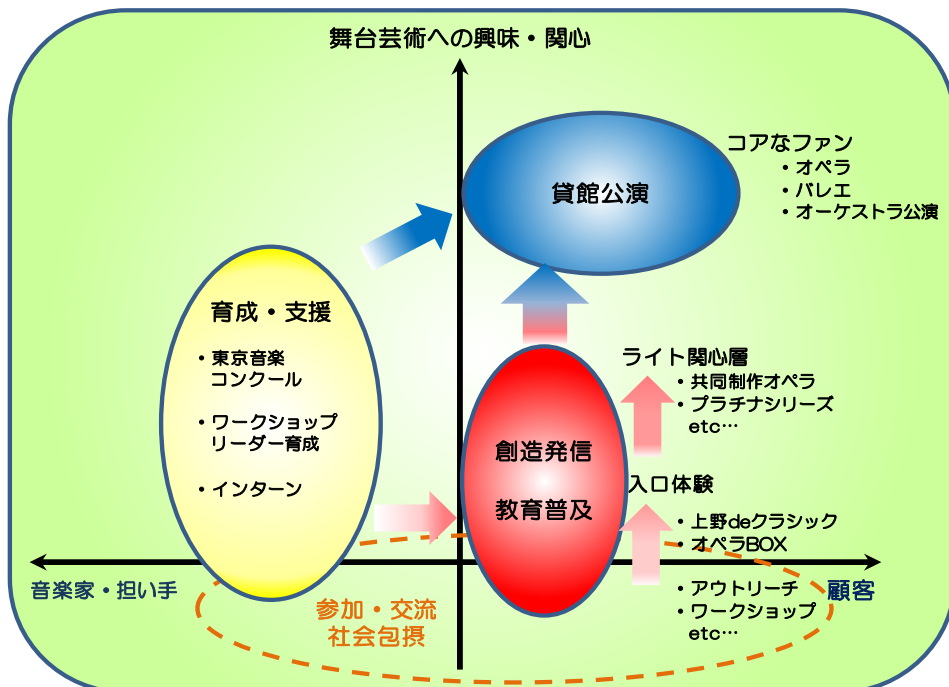 舞台芸術への興味・関心
コアなファン
・オペラ
・バレエ
・オーケストラ公演
貸館公演
育成・支援
・東京音楽
コンクール
・ワークショップ
リーダー育成
・インターン
ライト関心層
・共同制作オペラ
・プラチナシリーズ
etc…
創造発信
教育普及
入口体験
・上野deクラシック
・オペラBOX
・アウトリーチ
・ワークショップ
etc…
音楽家・担い手
顧客
参加・交流
社会包摂